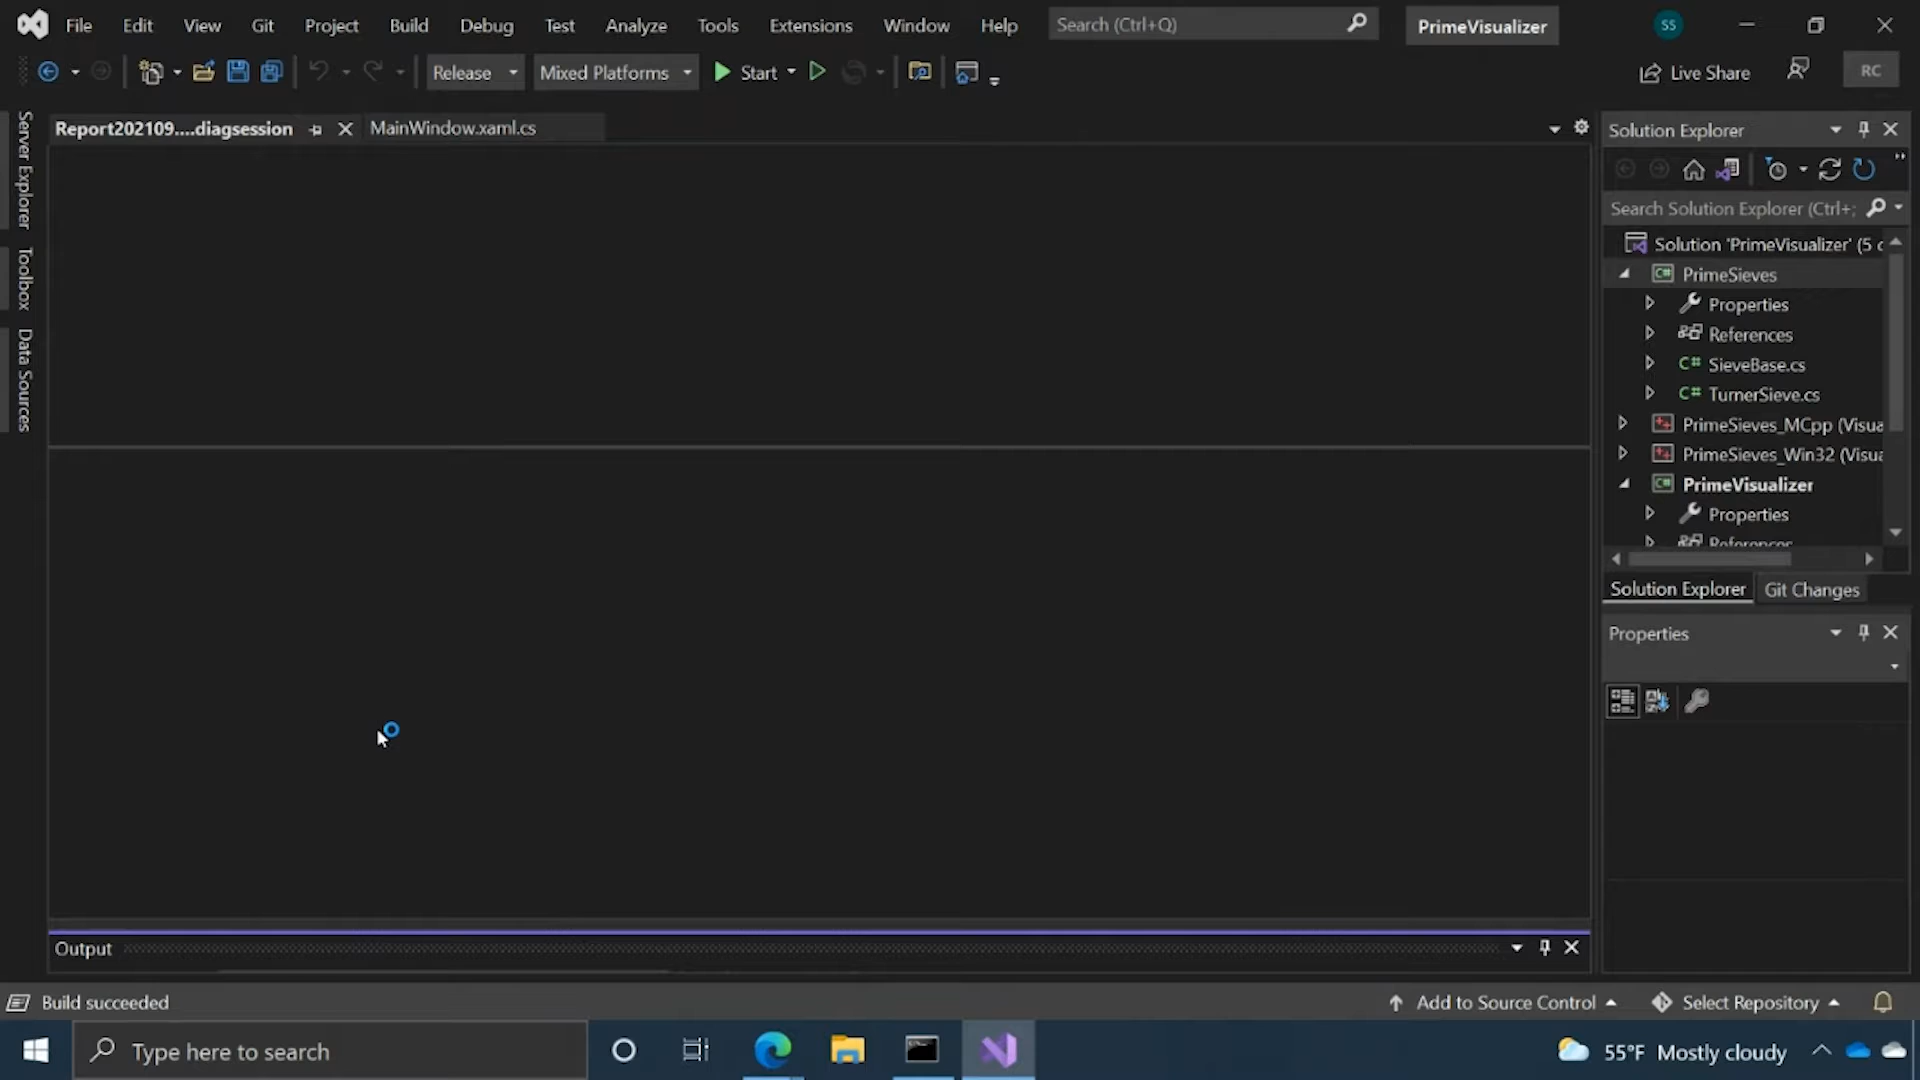 File Edit View Git Project Build Debug Test Analyze Tools Extensions Window Help Search (Ctrl+Q) PrimeVisualizer SS
Release Mixed Platforms Start Live Share RC
Server Explorer
Toolbox
Data Sources
Report202109....diagsession MainWindow.xaml.cs
Solution Explorer
Search Solution Explorer (Ctrl+;
Solution 'PrimeVisualizer' (5 c
C# PrimeSieves
Properties
References
C# SieveBase.cs
C# TurnerSieve.cs
PrimeSieves_MCpp (Visua
PrimeSieves_Win32 (Visua
C# PrimeVisualizer
Properties
References
Solution Explorer Git Changes
Properties
Output
Build succeeded Add to Source Control Select Repository
Type here to search 55°F Mostly cloudy